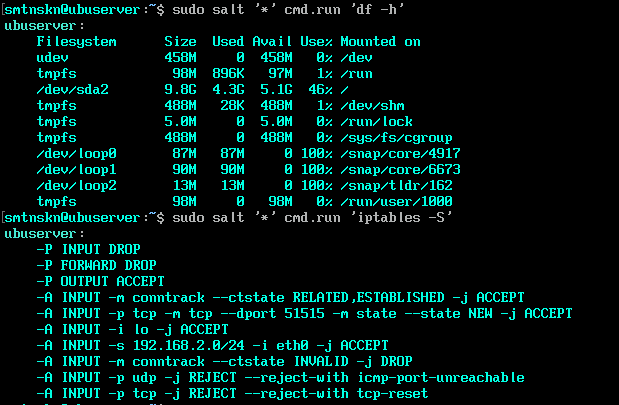 [smtnskn@ubuserver:~$ sudo salt '*' cmd.run 'df -h'
ubuserver:
    Filesystem      Size  Used Avail Use% Mounted on
    udev            458M     0  458M   0% /dev
    tmpfs            98M  896K   97M   1% /run
    /dev/sda2       9.8G  4.3G  5.1G  46% /
    tmpfs           488M   28K  488M   1% /dev/shm
    tmpfs           5.0M     0  5.0M   0% /run/lock
    tmpfs           488M     0  488M   0% /sys/fs/cgroup
    /dev/loop0       87M   87M     0 100% /snap/core/4917
    /dev/loop1       90M   90M     0 100% /snap/core/6673
    /dev/loop2       13M   13M     0 100% /snap/tldr/162
    tmpfs            98M     0   98M   0% /run/user/1000
[smtnskn@ubuserver:~$ sudo salt '*' cmd.run 'iptables -S'
ubuserver:
    -P INPUT DROP
    -P FORWARD DROP
    -P OUTPUT ACCEPT
    -A INPUT -m conntrack --ctstate RELATED,ESTABLISHED -j ACCEPT
    -A INPUT -p tcp -m tcp --dport 51515 -m state --state NEW -j ACCEPT
    -A INPUT -i lo -j ACCEPT
    -A INPUT -s 192.168.2.0/24 -i eth0 -j ACCEPT
    -A INPUT -m conntrack --ctstate INVALID -j DROP
    -A INPUT -p udp -j REJECT --reject-with icmp-port-unreachable
    -A INPUT -p tcp -j REJECT --reject-with tcp-reset